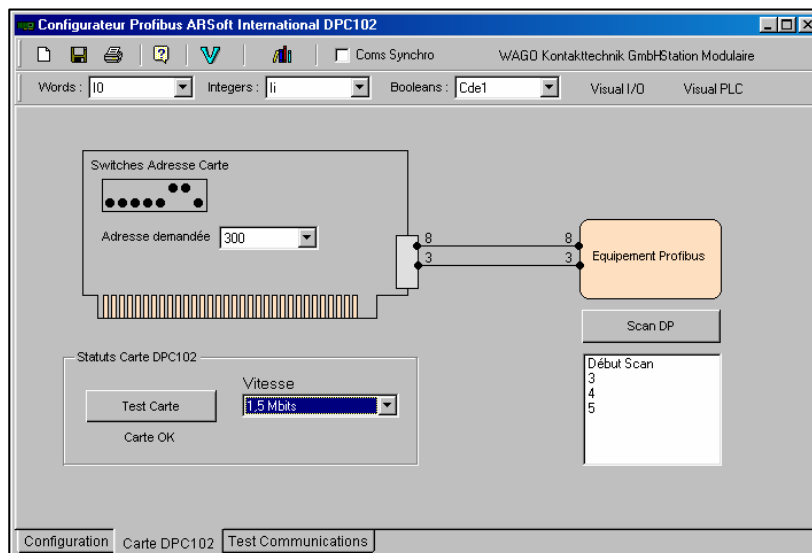 Configurateur Profibus ARSoft International DPC102
Coms Synchro WAGO Kontakttechnik GmbHStation Modulaire
Words : I0 Integers : Ii Booleans : Cde1 Visual I/O Visual PLC
Switches Adresse Carte
Adresse demandée 300
8 8
3 3
Equipement Profibus
Scan DP
Statuts Carte DPC102
Vitesse
Test Carte 1,5 Mbits
Carte OK
Début Scan
3
4
5
Configuration Carte DPC102 Test Communications